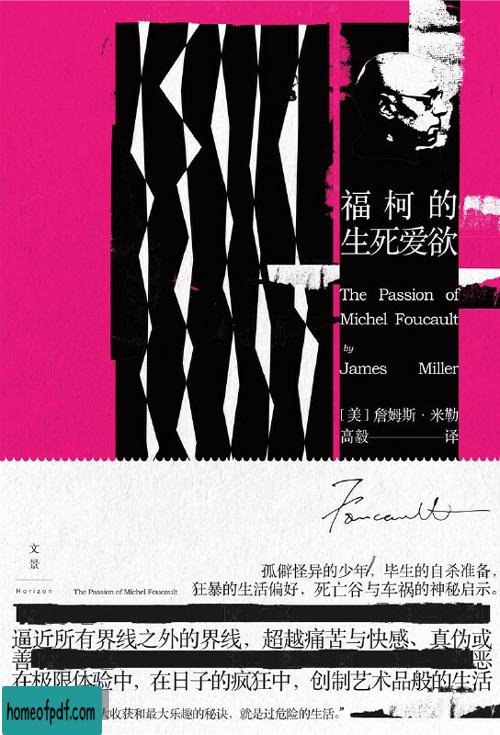 福柯的
生死爱欲
The Passion of
Michel Foucault
by
James Miller
[美]詹姆斯·米勒
高毅——译
Foucault
文
景
Horizon
The Passion of Michel Foucault
孤僻怪异的少年,毕生的自杀准备,
狂暴的生活偏好,死亡谷与车祸的神秘启示。
逼近所有界线之外的界线,超越痛苦与快感、真伪或
善 恶
在极限体验中,在日子的疯狂中,创制艺术品般的生活
收获和最大乐趣的秘诀,就是过危险的生活。”
homeofpdf.com